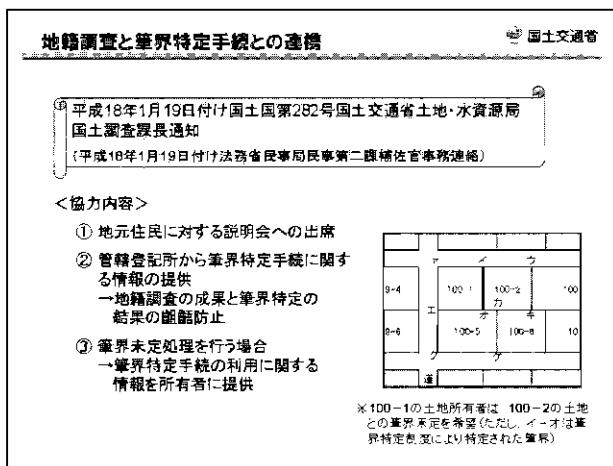 地籍調査と筆界特定手続との連携
国土交通省
平成18年1月19日付け国土国第282号国土交通省土地・水資源局
国土調査課長通知
(平成18年1月19日付け法務省民事局民事第二課補佐官事務連絡)
<協力内容>
① 地元住民に対する説明会への出席
② 管轄登記所から筆界特定手続に関す
る情報の提供
→地籍調査の成果と筆界特定の
結果の齟齬防止
③ 筆界未定処理を行う場合
→筆界特定手続の利用に関する
情報を所有者に提供
ア イ ウ
9-4 100-1 100-2 100
カ
エ オ キ
9-6 100-5 100-6 10
ク ケ
道
※100-1の土地所有者は 100-2の土地
との筆界未定を希望(ただし、イーオは筆
界特定制度により特定された筆界)